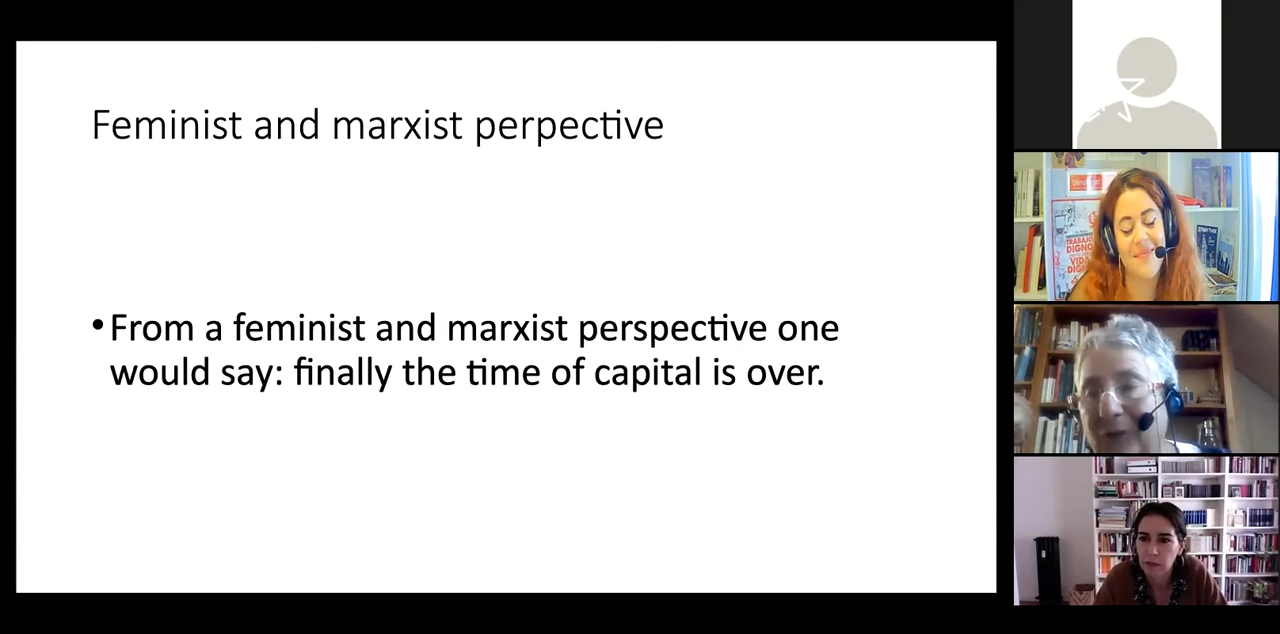 Feminist and marxist perpective
•From a feminist and marxist perspective one
would say: finally the time of capital is over.
TRABAJO
DIGNO
VIDA
DIGNA